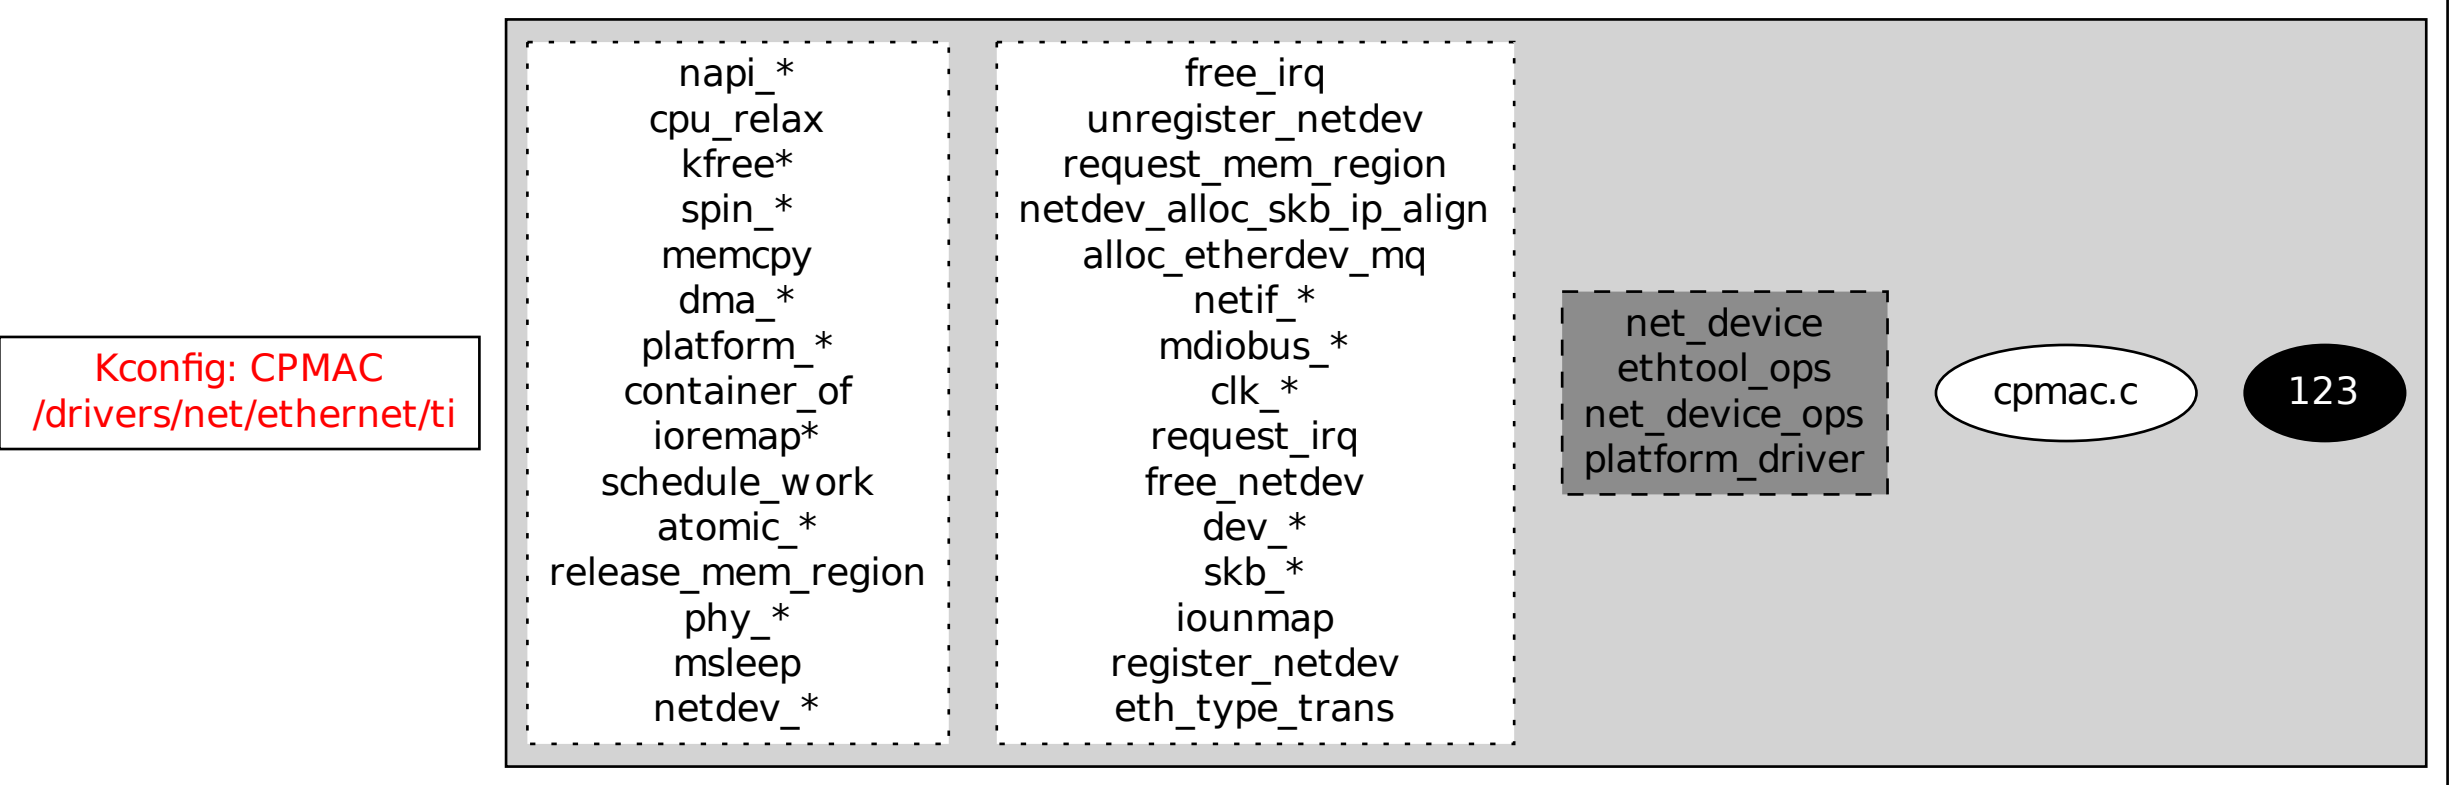 Kconfig: CPMAC
/drivers/net/ethernet/ti
napi_*
cpu_relax
kfree*
spin_*
memcpy
dma_*
platform_*
container_of
ioremap*
schedule_work
atomic_*
release_mem_region
phy_*
msleep
netdev_*
free_irq
unregister_netdev
request_mem_region
netdev_alloc_skb_ip_align
alloc_etherdev_mq
netif_*
mdiobus_*
clk_*
request_irq
free_netdev
dev_*
skb_*
iounmap
register_netdev
eth_type_trans
net_device
ethtool_ops
net_device_ops
platform_driver
cpmac.c
123